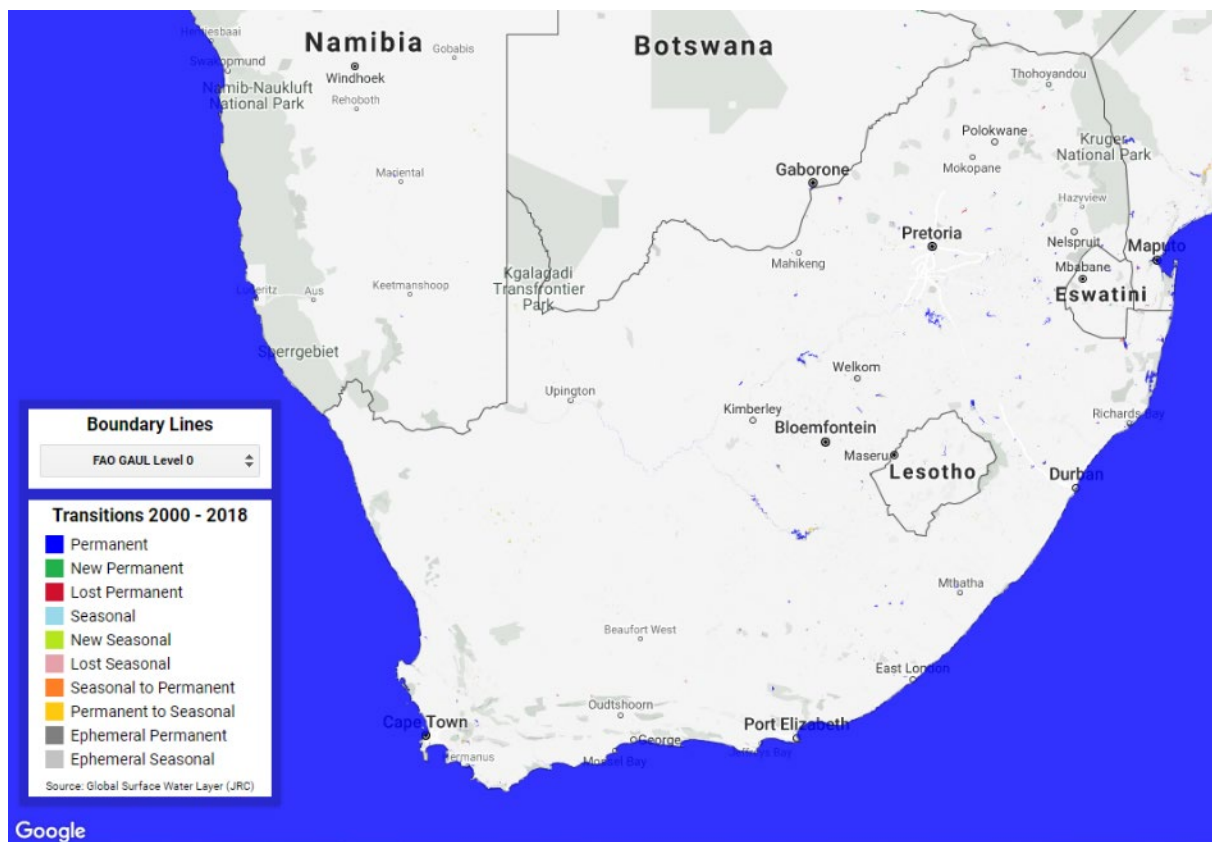 Henties­baai
Gobabis
Namibia
Botswana
Swakopmund
Windhoek
Thohoyandou
Namib-Naukluft
National Park
Rehoboth
Polokwane
Kruger
National Park
Mokopane
Gaborone
Mariental
Hazyview
Pretoria
Nelspruit
Maputo
Mahikeng
Mbabane
Kgalagadi
Transfrontier
Park
Eswatini
Lüderitz
Aus
Keetmanshoop
Sperrgebiet
Welkom
Upington
Kimberley
Richards Bay
Bloemfontein
Maseru
Lesotho
Durban
Boundary Lines
FAO GAUL Level 0
Transitions 2000 - 2018
Permanent
New Permanent
Lost Permanent
Seasonal
New Seasonal
Lost Seasonal
Seasonal to Permanent
Permanent to Seasonal
Ephemeral Permanent
Ephemeral Seasonal
Source: Global Surface Water Layer (JRC)
Mthatha
Beaufort West
East London
Oudtshoorn
Cape Town
Port Elizabeth
George
Hermanus
Mossel Bay
Jeffreys Bay
Google